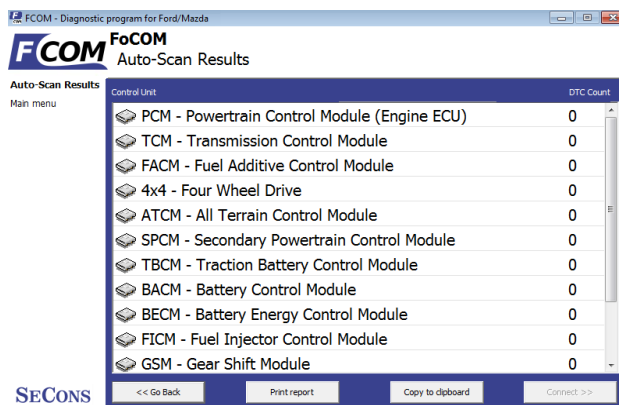 FCOM - Diagnostic program for Ford/Mazda
FCOM
FoCOM
Auto-Scan Results
Auto-Scan Results
Main menu
Control Unit DTC Count
PCM - Powertrain Control Module (Engine ECU) 0
TCM - Transmission Control Module 0
FACM - Fuel Additive Control Module 0
4x4 - Four Wheel Drive 0
ATCM - All Terrain Control Module 0
SPCM - Secondary Powertrain Control Module 0
TBCM - Traction Battery Control Module 0
BACM - Battery Control Module 0
BECM - Battery Energy Control Module 0
FICM - Fuel Injector Control Module 0
GSM - Gear Shift Module 0
SECONS
<< Go Back Print report Copy to clipboard Connect >>